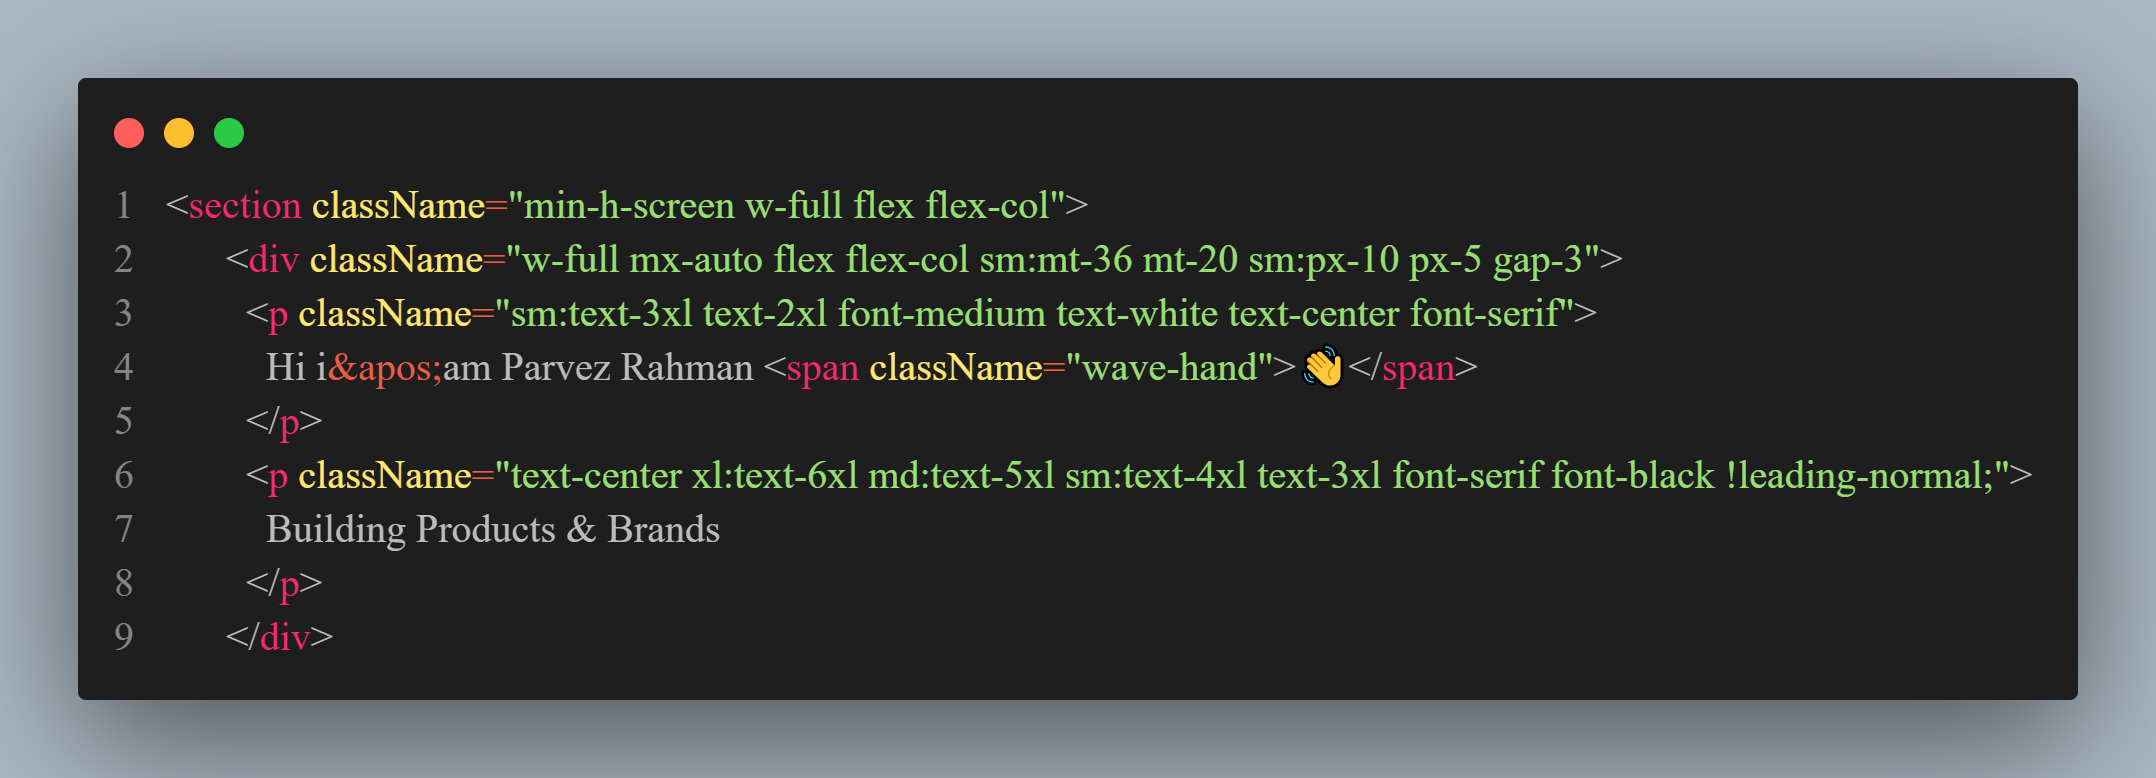 1 <section className="min-h-screen w-full flex flex-col">
2 <div className="w-full mx-auto flex flex-col sm:mt-36 mt-20 sm:px-10 px-5 gap-3">
3 <p className="sm:text-3xl text-2xl font-medium text-white text-center font-serif">
4 Hi i&apos;am Parvez Rahman <span className="wave-hand">👋</span>
5 </p>
6 <p className="text-center xl:text-6xl md:text-5xl sm:text-4xl text-3xl font-serif font-black !leading-normal;">
7 Building Products & Brands
8 </p>
9 </div>